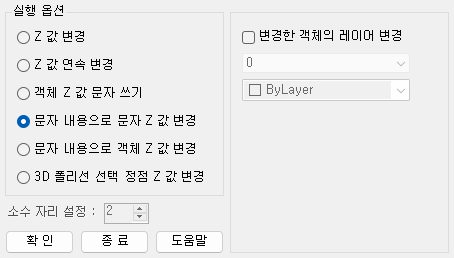 실행 옵션
Z 값 변경
Z 값 연속 변경
객체 Z 값 문자 쓰기
문자 내용으로 문자 Z 값 변경
문자 내용으로 객체 Z 값 변경
3D 폴리선 선택 정점 Z 값 변경
소수 자리 설정 : 2
확 인 종 료 도움말
변경한 객체의 레이어 변경
0
ByLayer